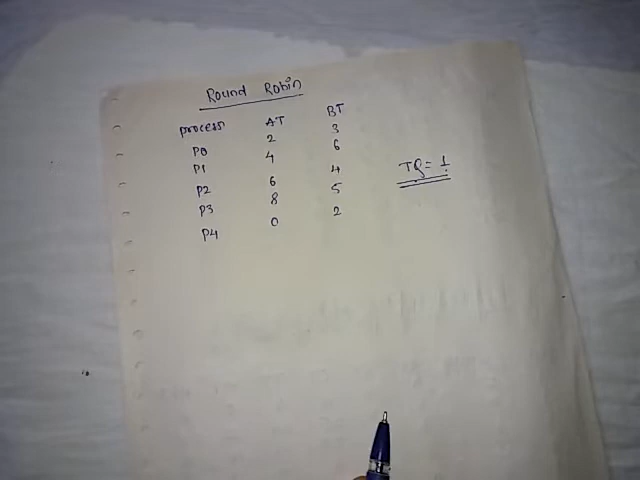 Round Robin
process AT BT
P0 2 3
P1 4 6
P2 6 4
P3 8 5
P4 0 2
TQ = 1